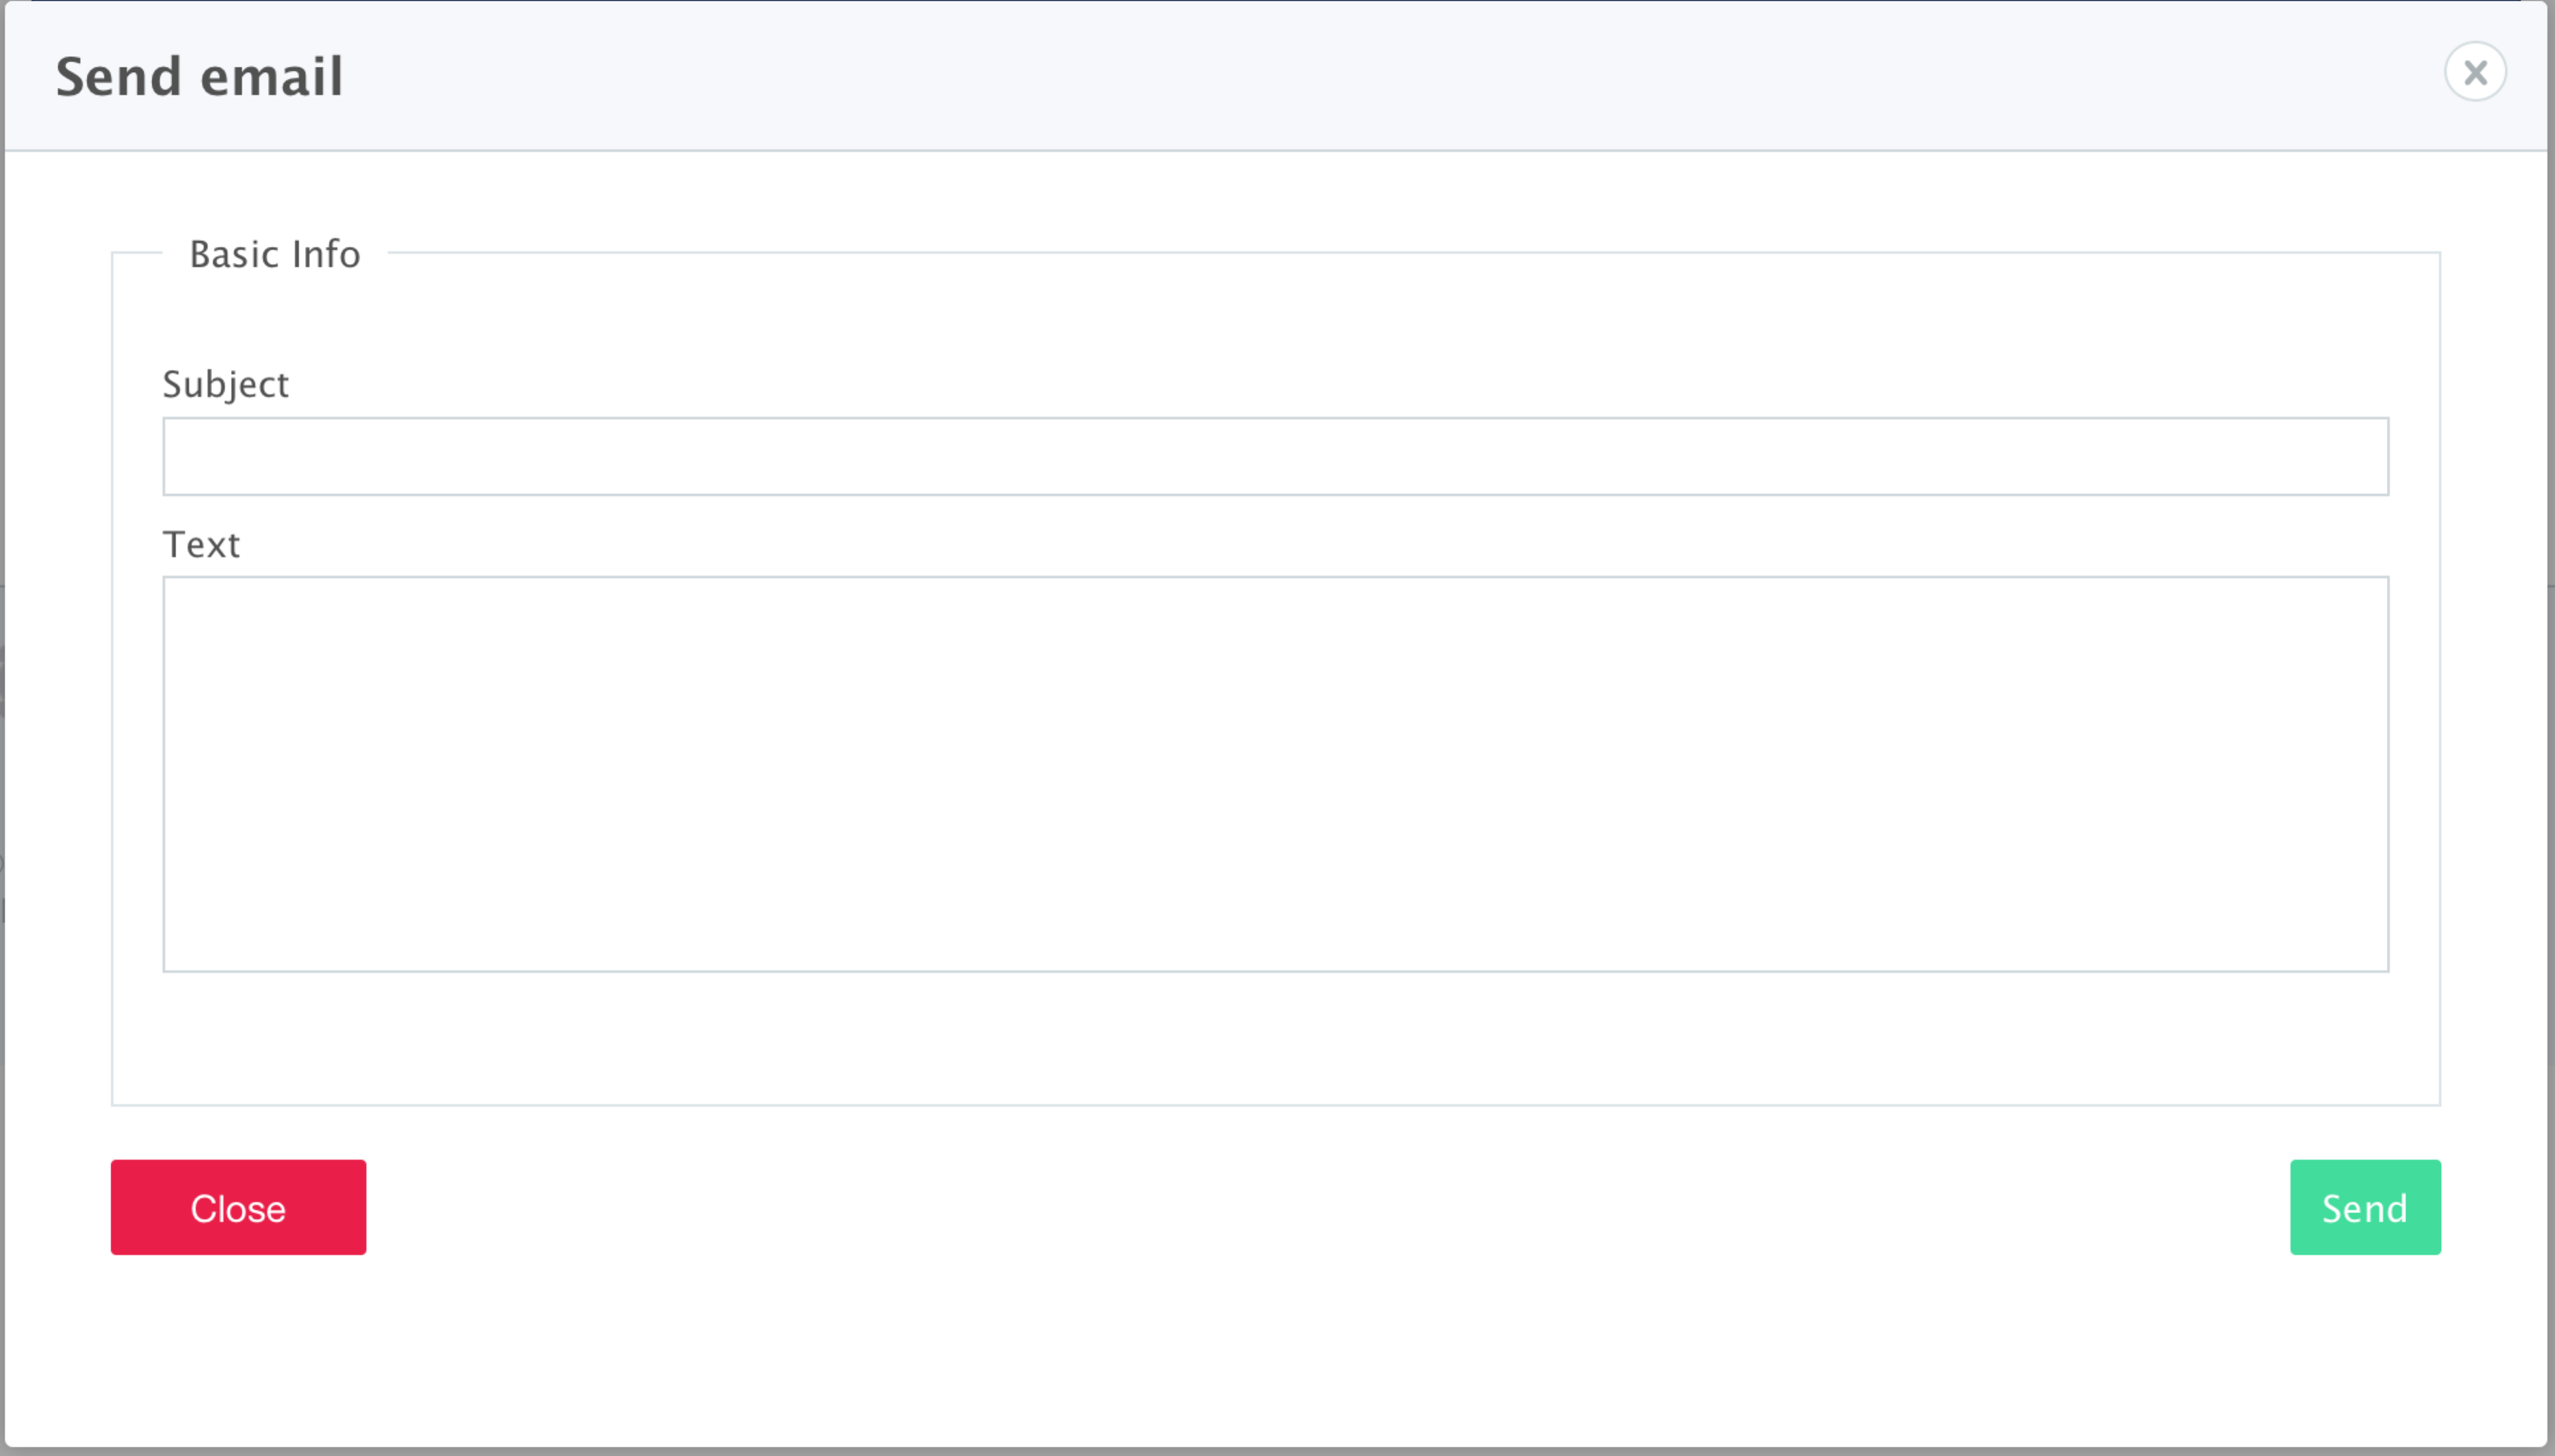 Send email
Basic Info
Subject
Text
Close
Send